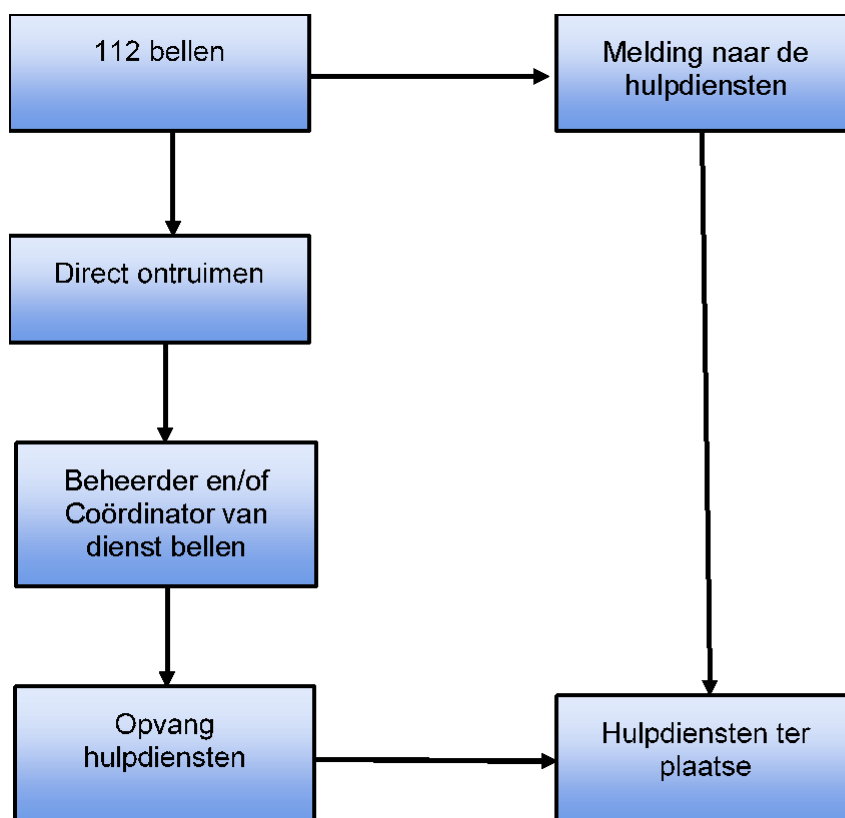 112 bellen
Melding naar de
hulpdiensten
Direct ontruimen
Beheerder en/of
Coördinator van
dienst bellen
Opvang
hulpdiensten
Hulpdiensten ter
plaatse